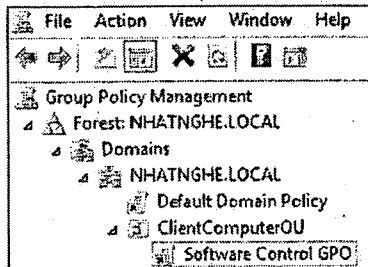 File Action View Window Help
Group Policy Management
Forest: NHATNGHE.LOCAL
Domains
NHATNGHE.LOCAL
Default Domain Policy
ClientComputerOU
Software Control GPO